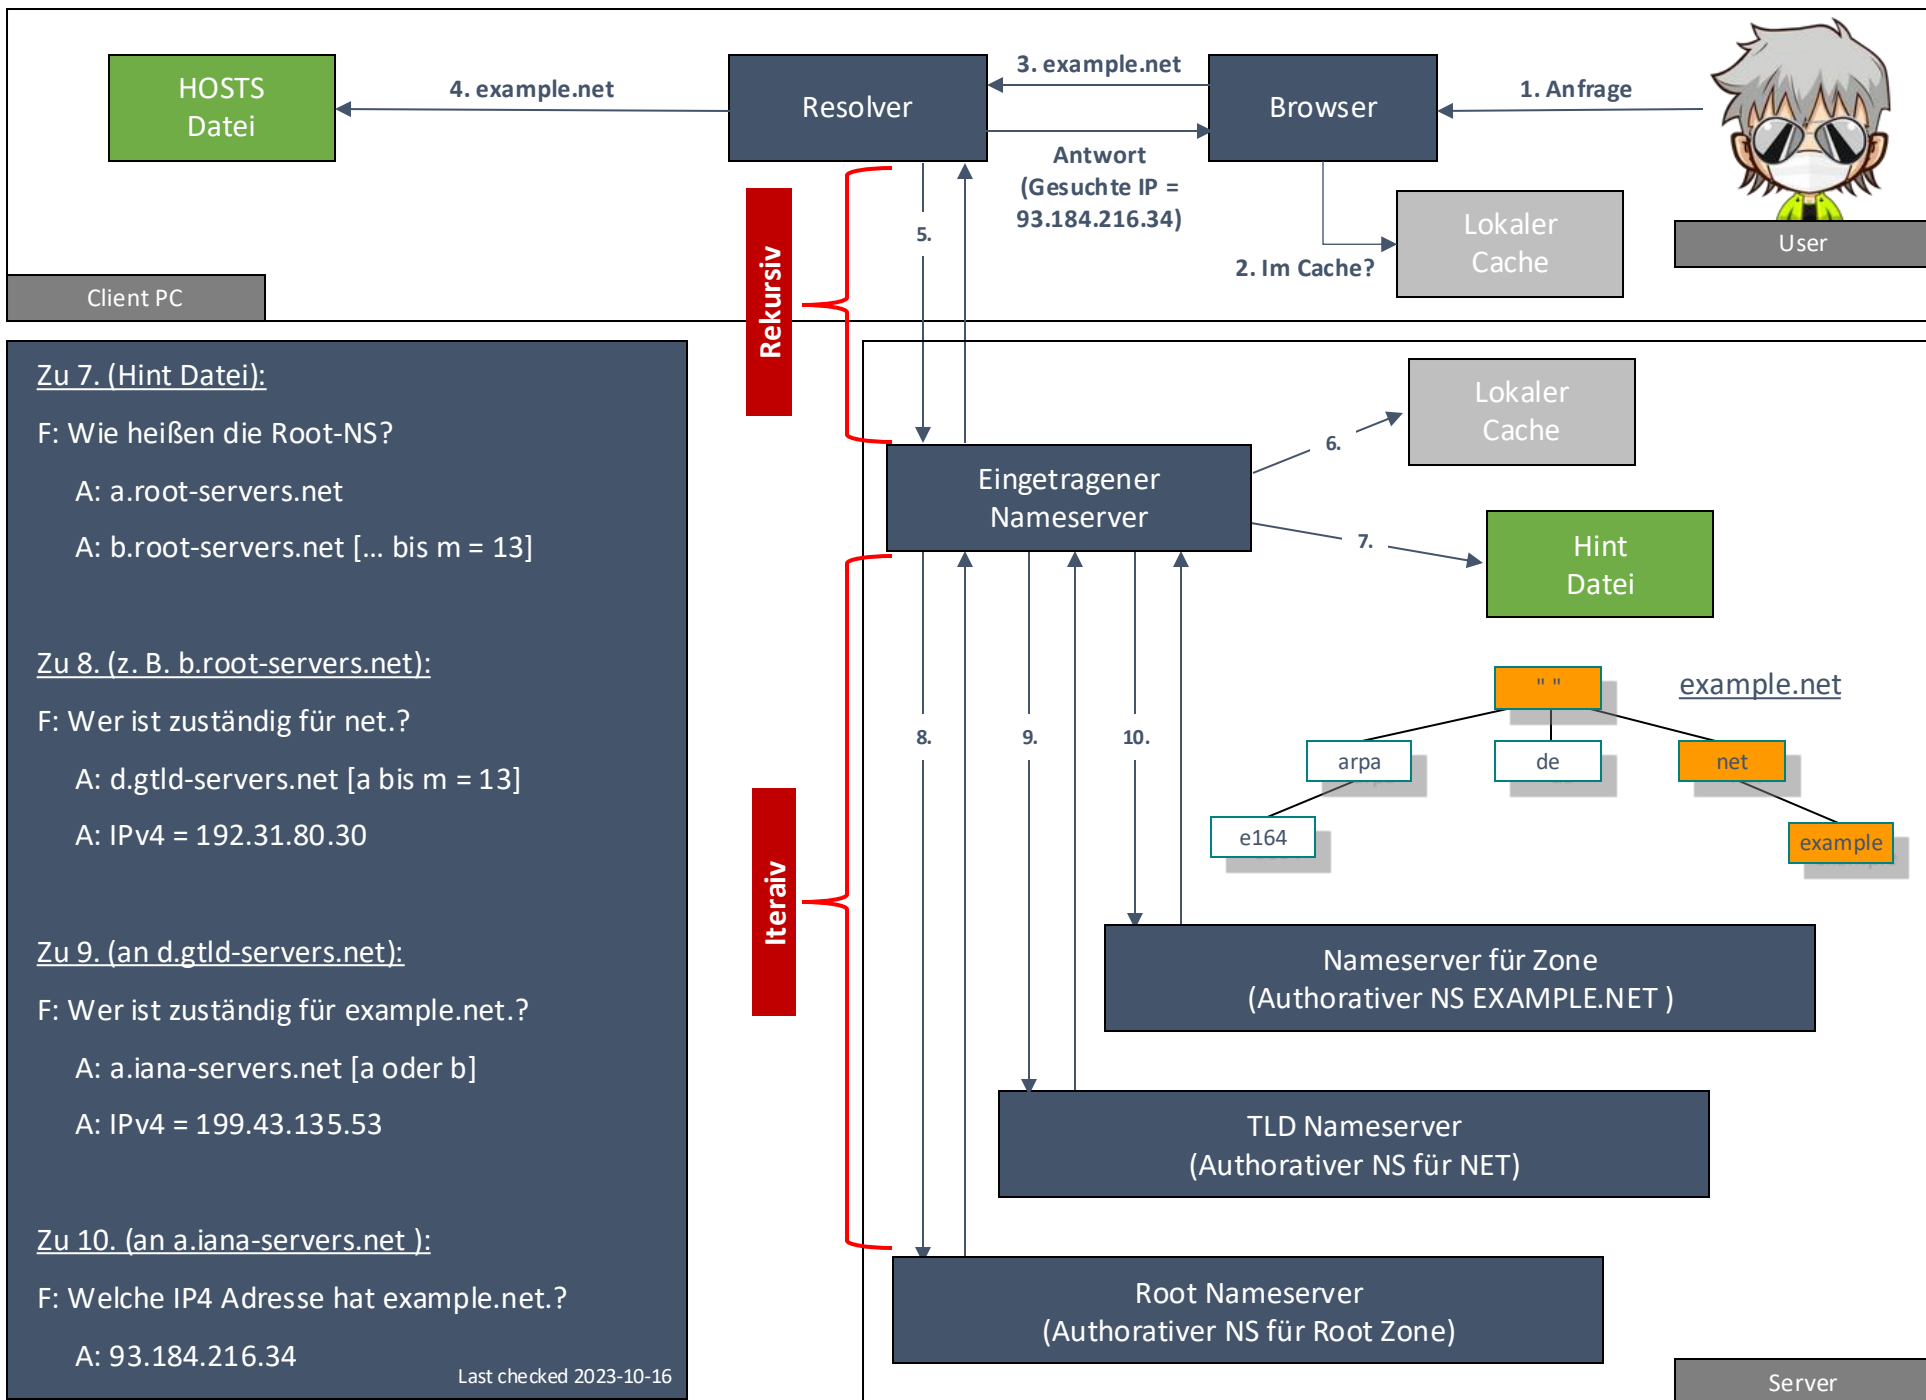 HOSTS
Datei
4. example.net
Resolver
3. example.net
Browser
1. Anfrage
Antwort
(Gesuchte IP =
93.184.216.34)
5.
2. Im Cache?
Lokaler
Cache
User
Client PC
Rekursiv
Zu 7. (Hint Datei):
F: Wie heißen die Root-NS?
A: a.root-servers.net
A: b.root-servers.net [... bis m = 13]
Zu 8. (z. B. b.root-servers.net):
F: Wer ist zuständig für net.?
A: d.gtld-servers.net [a bis m = 13]
A: IPv4 = 192.31.80.30
Zu 9. (an d.gtld-servers.net):
F: Wer ist zuständig für example.net.?
A: a.iana-servers.net [a oder b]
A: IPv4 = 199.43.135.53
Zu 10. (an a.iana-servers.net ):
F: Welche IP4 Adresse hat example.net.?
A: 93.184.216.34
Last checked 2023-10-16
Lokaler
Cache
6.
Eingetragener
Nameserver
7.
Hint
Datei
Iteraiv
8.
9.
10.
" "
example.net
arpa
de
net
e164
example
Nameserver für Zone
(Authorativer NS EXAMPLE.NET )
TLD Nameserver
(Authorativer NS für NET)
Root Nameserver
(Authorativer NS für Root Zone)
Server